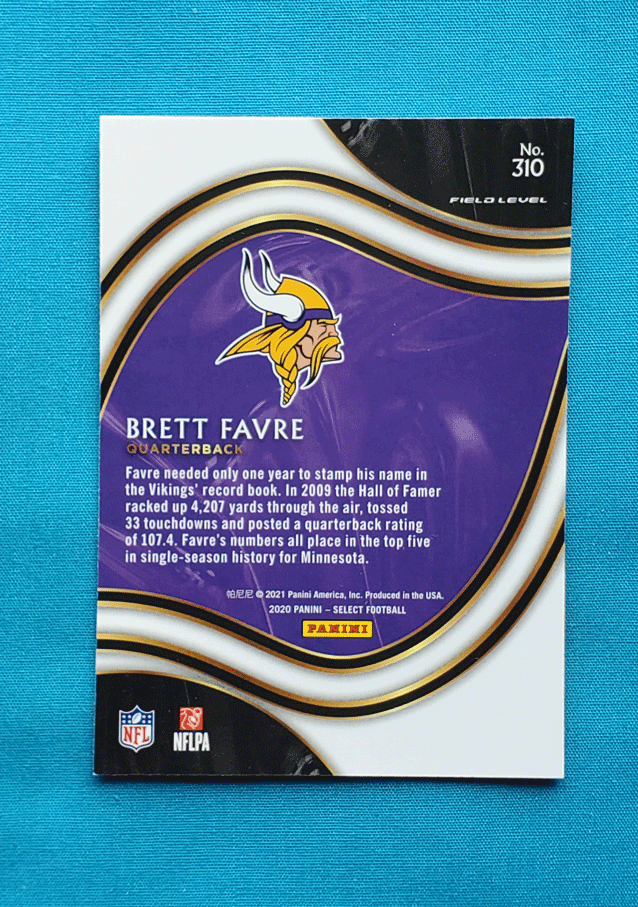 No.
310
FIELD LEVEL
BRETT FAVRE
QUARTERBACK
Favre needed only one year to stamp his name in
the Vikings' record book. In 2009 the Hall of Famer
racked up 4,207 yards through the air, tossed
33 touchdowns and posted a quarterback rating
of 107.4. Favre's numbers all place in the top five
in single-season history for Minnesota.
帕尼尼 © 2021 Panini America, Inc. Produced in the USA.
2020 PANINI – SELECT FOOTBALL
PANINI
NFL
NFLPA